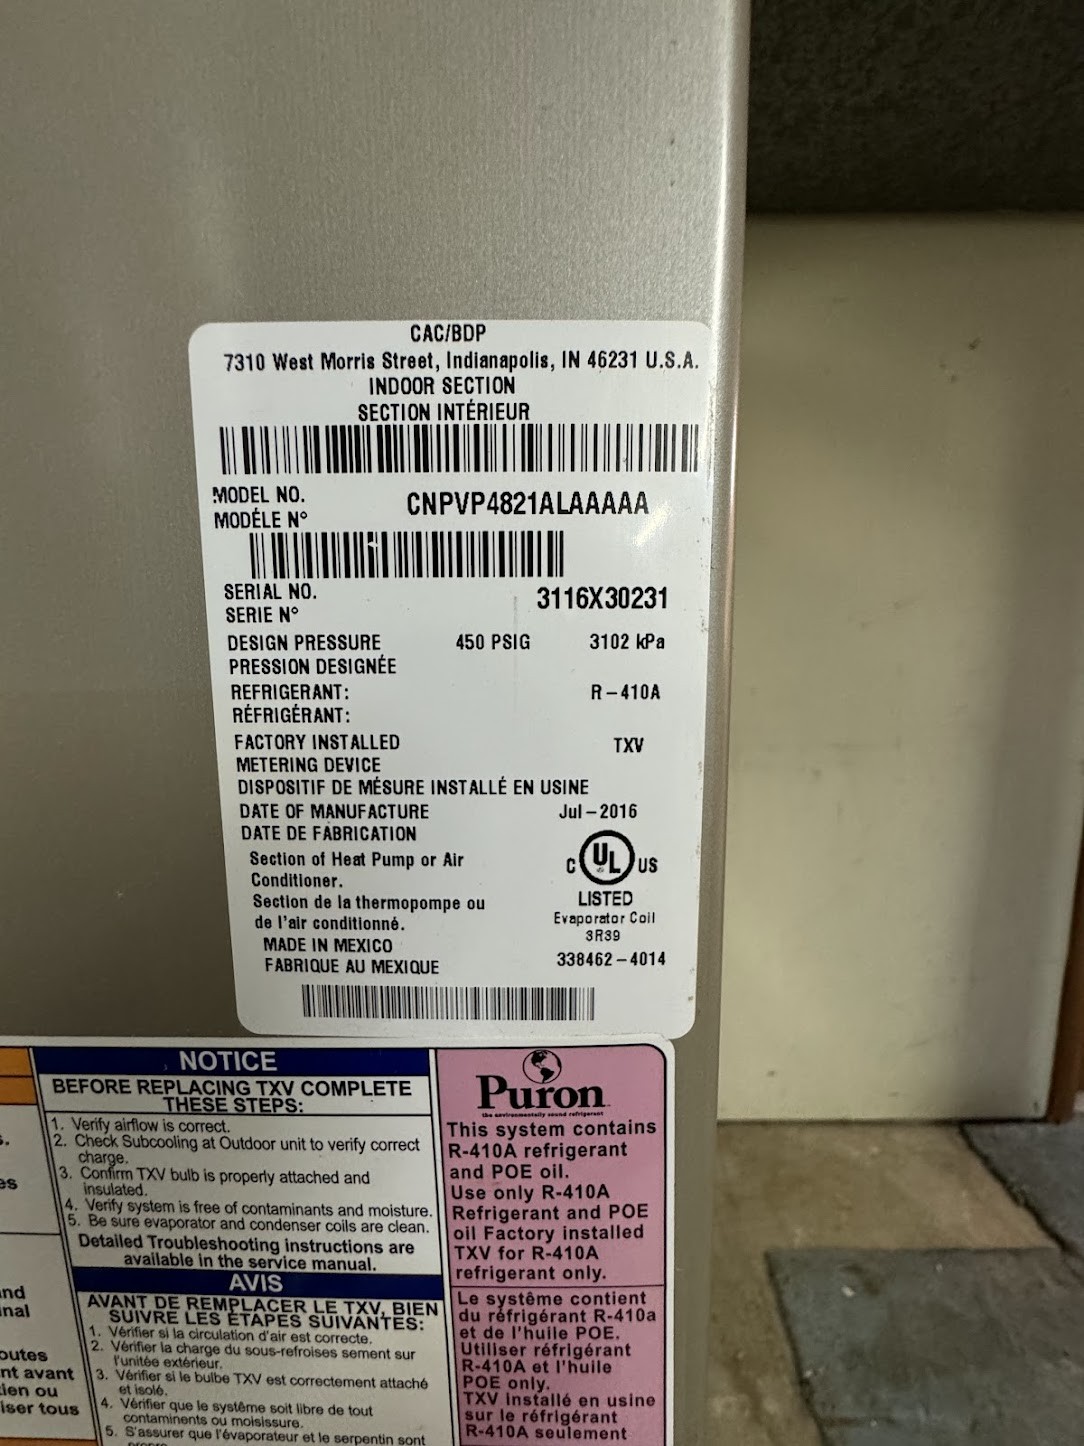 CAC/BDP
7310 West Morris Street, Indianapolis, IN 46231 U.S.A.
INDOOR SECTION
SECTION INTÉRIEUR
MODEL NO.
MODÉLE N°
CNPVP4821ALAAAAA
SERIAL NO.
SERIE N°
3116X30231
DESIGN PRESSURE 450 PSIG 3102 kPa
PRESSION DESIGNÉE
REFRIGERANT: R-410A
RÉFRIGÉRANT:
FACTORY INSTALLED TXV
METERING DEVICE
DISPOSITIF DE MÉSURE INSTALLÉ EN USINE
DATE OF MANUFACTURE Jul-2016
DATE DE FABRICATION
Section of Heat Pump or Air
Conditioner.
Section de la thermopompe ou
de l'air conditionné.
MADE IN MEXICO
FABRIQUE AU MEXIQUE
C UL US
LISTED
Evaporator Coil
3R39
338462-4014
NOTICE
BEFORE REPLACING TXV COMPLETE
THESE STEPS:
1. Verify airflow is correct.
2. Check Subcooling at Outdoor unit to verify correct
charge.
3. Confirm TXV bulb is properly attached and
insulated.
4. Verify system is free of contaminants and moisture.
5. Be sure evaporator and condenser coils are clean.
Detailed Troubleshooting instructions are
available in the service manual.
AVIS
AVANT DE REMPLACER LE TXV, BIEN
SUIVRE LES ÉTAPES SUIVANTES:
1. Vérifier si la circulation d'air est correcte.
2. Vérifier la charge du sous-refroises sement sur
l'unitée extérieur.
3. Vérifier si le bulbe TXV est correctement attaché
et isolé.
4. Vérifier que le système soit libre de tout
contaminents ou moisissure.
5. S'assurer que l'évaporateur et le serpentin sont
Puron
the environmentally sound refrigerant
This system contains
R-410A refrigerant
and POE oil.
Use only R-410A
Refrigerant and POE
oil Factory installed
TXV for R-410A
refrigerant only.
Le système contient
du réfrigérant R-410a
et de l'huile POE.
Utiliser réfrigérant
R-410A et l'huile
POE only.
TXV installé en usine
sur le réfrigérant
R-410A seulement
nt avant
ien ou
iser tous